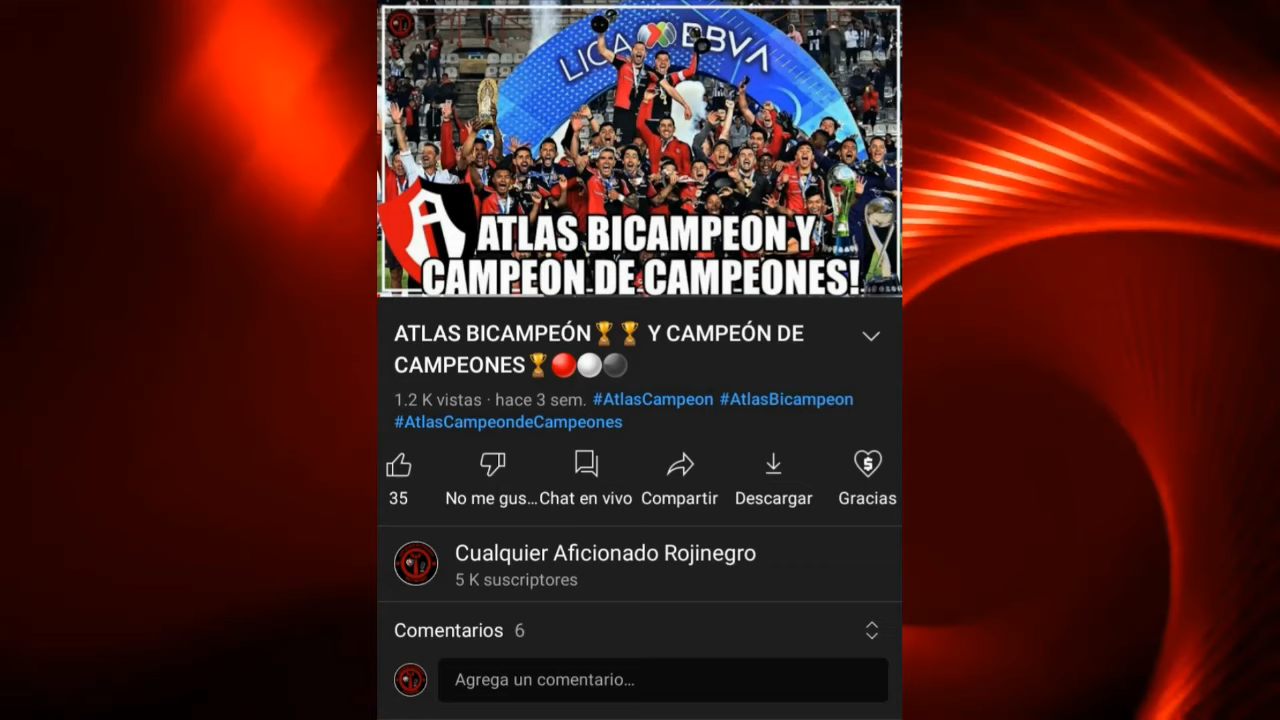 LIGA BBVA
ATLAS BICAMPEON Y
CAMPEON DE CAMPEONES!
ATLAS BICAMPEÓN🏆🏆 Y CAMPEÓN DE
CAMPEONES🏆🔴⚪⚫
1.2 K vistas · hace 3 sem. #AtlasCampeon #AtlasBicampeon
#AtlasCampeondeCampeones
35 No me gus... Chat en vivo Compartir Descargar Gracias
Cualquier Aficionado Rojinegro
5 K suscriptores
Comentarios 6
Agrega un comentario...